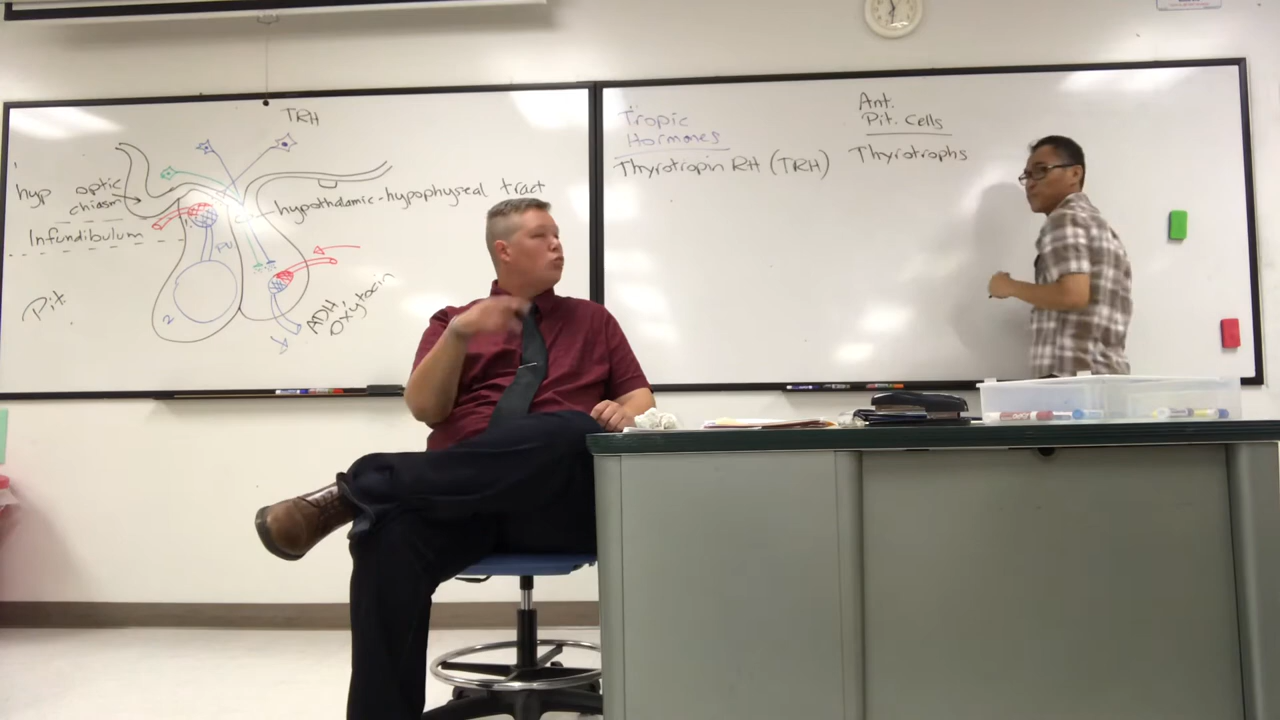 TRH
hyp
optic
chiasm
hypothalamic-hypophyseal tract
Infundibulum
Pit.
2
ADH,
Oxytocin
Tropic
Hormones
Thyrotropin RH (TRH)
Ant.
Pit. Cells
Thyrotrophs